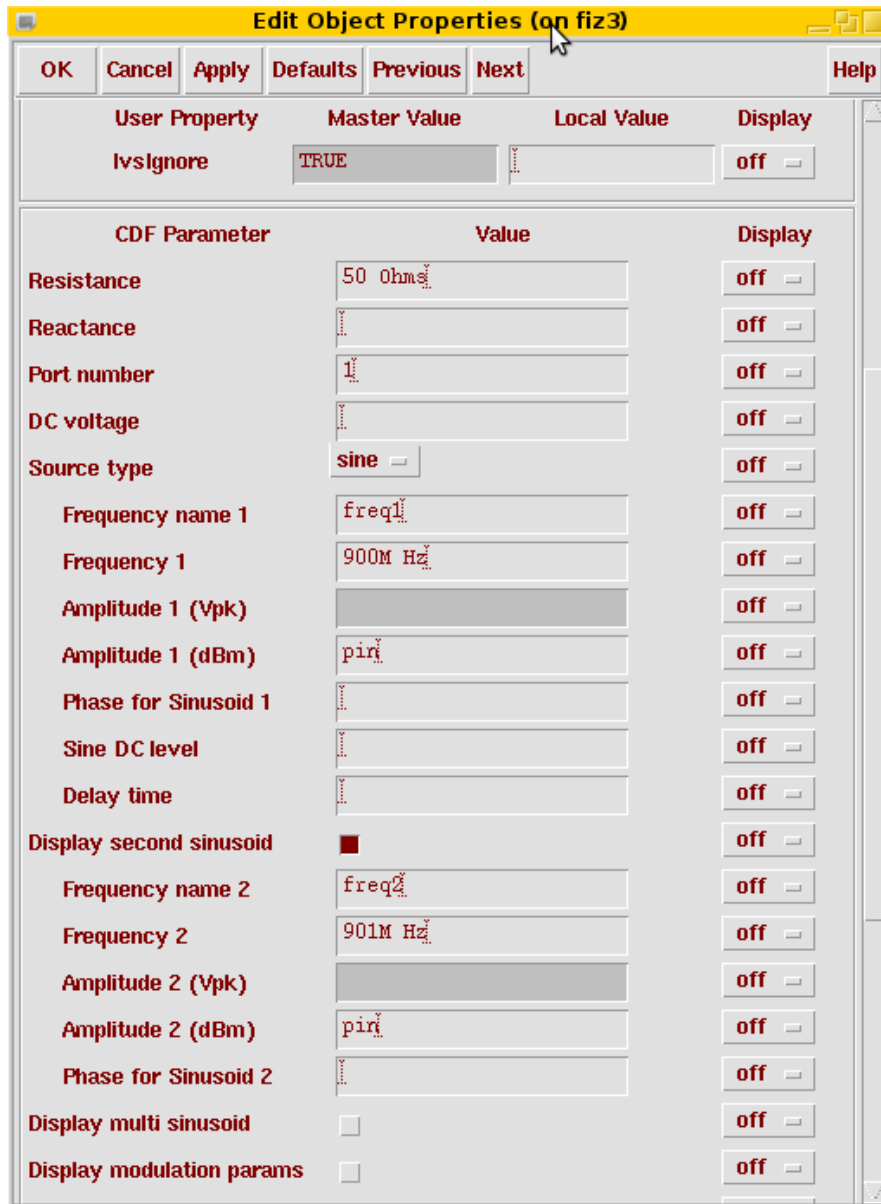 Edit Object Properties (on fiz3)
OK Cancel Apply Defaults Previous Next Help
User Property Master Value Local Value Display
lvsIgnore TRUE off
CDF Parameter Value Display
Resistance 50 Ohms off
Reactance off
Port number 1 off
DC voltage off
Source type sine off
Frequency name 1 freq1 off
Frequency 1 900M Hz off
Amplitude 1 (Vpk) off
Amplitude 1 (dBm) pin off
Phase for Sinusoid 1 off
Sine DC level off
Delay time off
Display second sinusoid off
Frequency name 2 freq2 off
Frequency 2 901M Hz off
Amplitude 2 (Vpk) off
Amplitude 2 (dBm) pin off
Phase for Sinusoid 2 off
Display multi sinusoid off
Display modulation params off